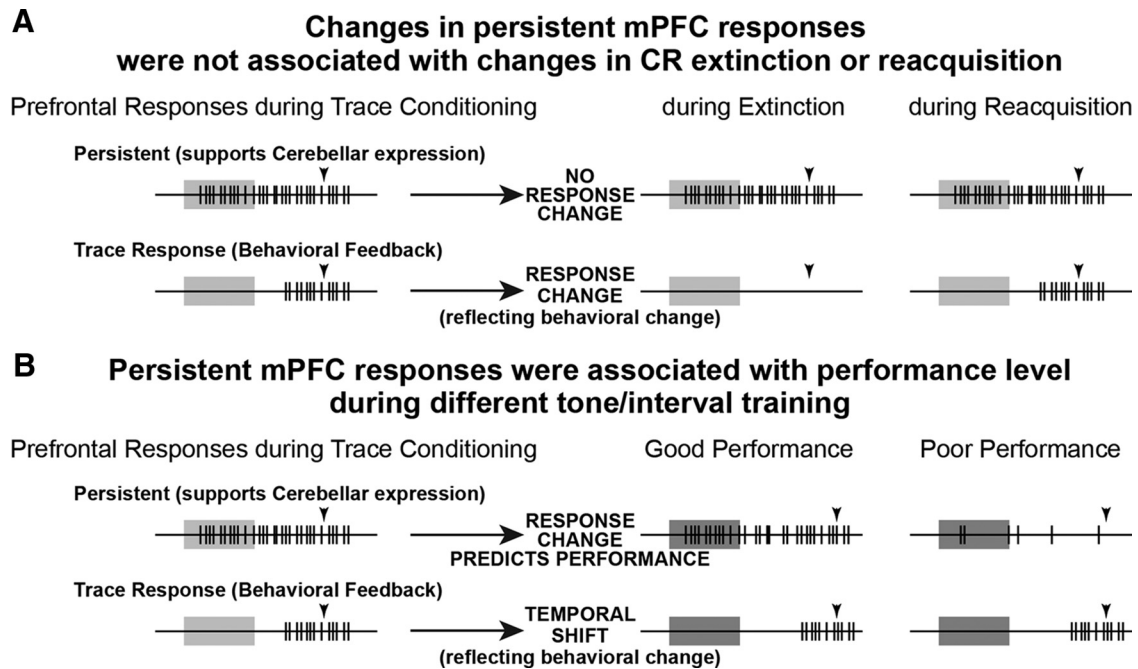 A
Changes in persistent mPFC responses
were not associated with changes in CR extinction or reacquisition
Prefrontal Responses during Trace Conditioning
during Extinction
during Reacquisition
Persistent (supports Cerebellar expression)
NO
RESPONSE
CHANGE
Trace Response (Behavioral Feedback)
RESPONSE
CHANGE
(reflecting behavioral change)
B
Persistent mPFC responses were associated with performance level
during different tone/interval training
Prefrontal Responses during Trace Conditioning
Good Performance
Poor Performance
Persistent (supports Cerebellar expression)
RESPONSE
CHANGE
PREDICTS PERFORMANCE
Trace Response (Behavioral Feedback)
TEMPORAL
SHIFT
(reflecting behavioral change)